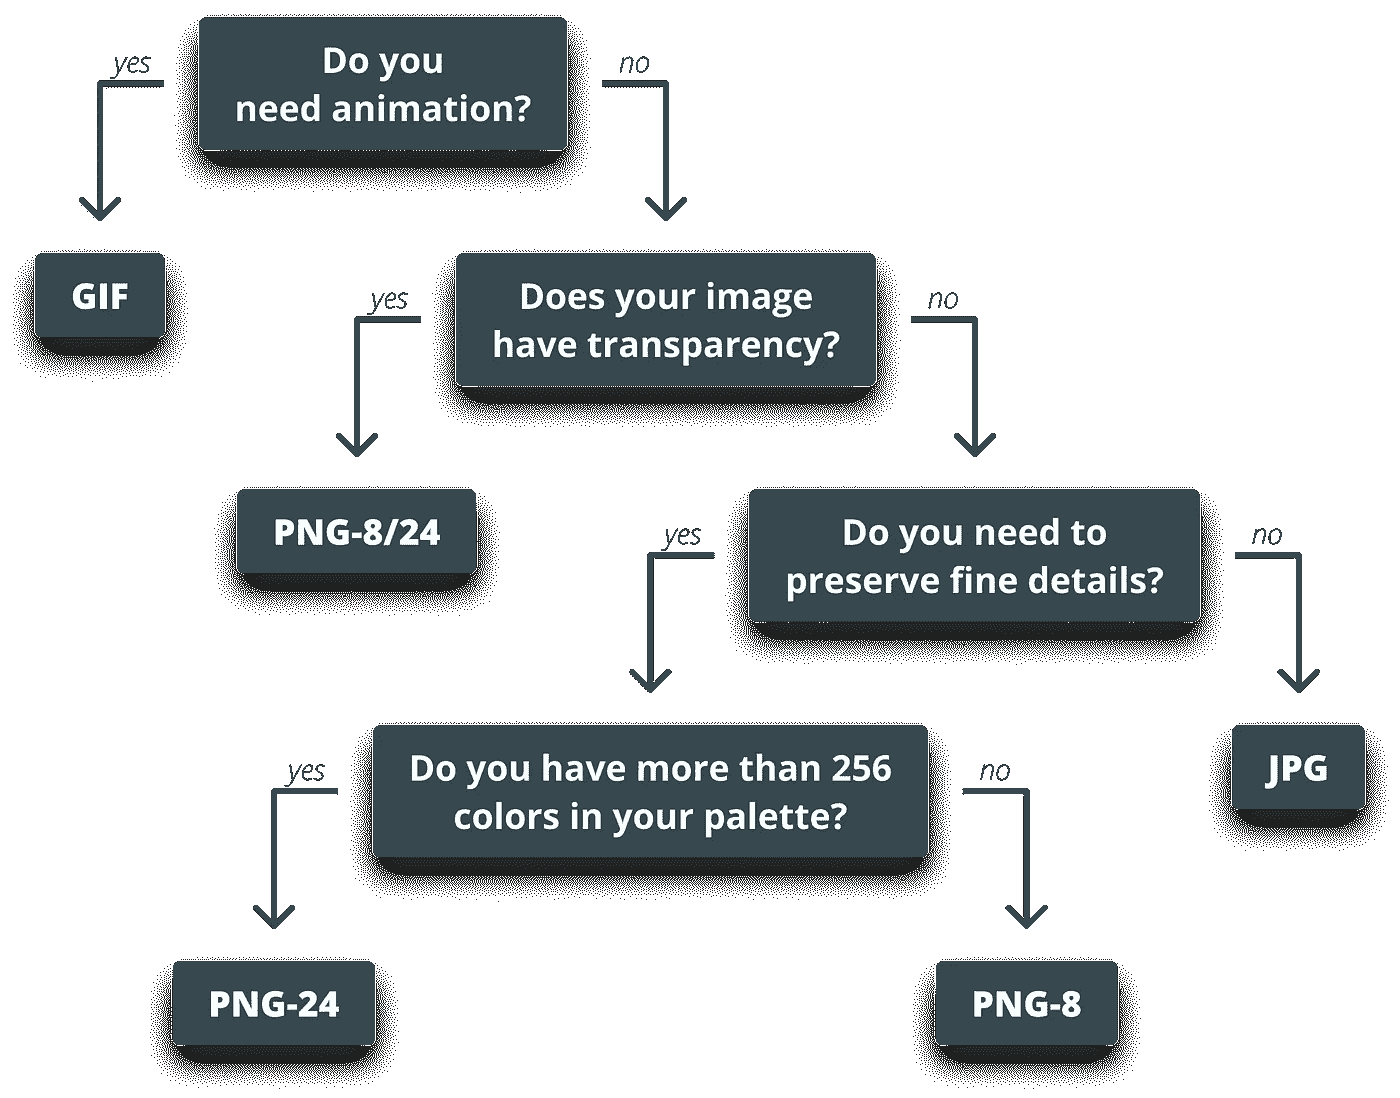 yes
Do you
need animation?
no
GIF
yes
Does your image
have transparency?
no
PNG-8/24
yes
Do you need to
preserve fine details?
no
yes
Do you have more than 256
colors in your palette?
no
JPG
PNG-24
PNG-8